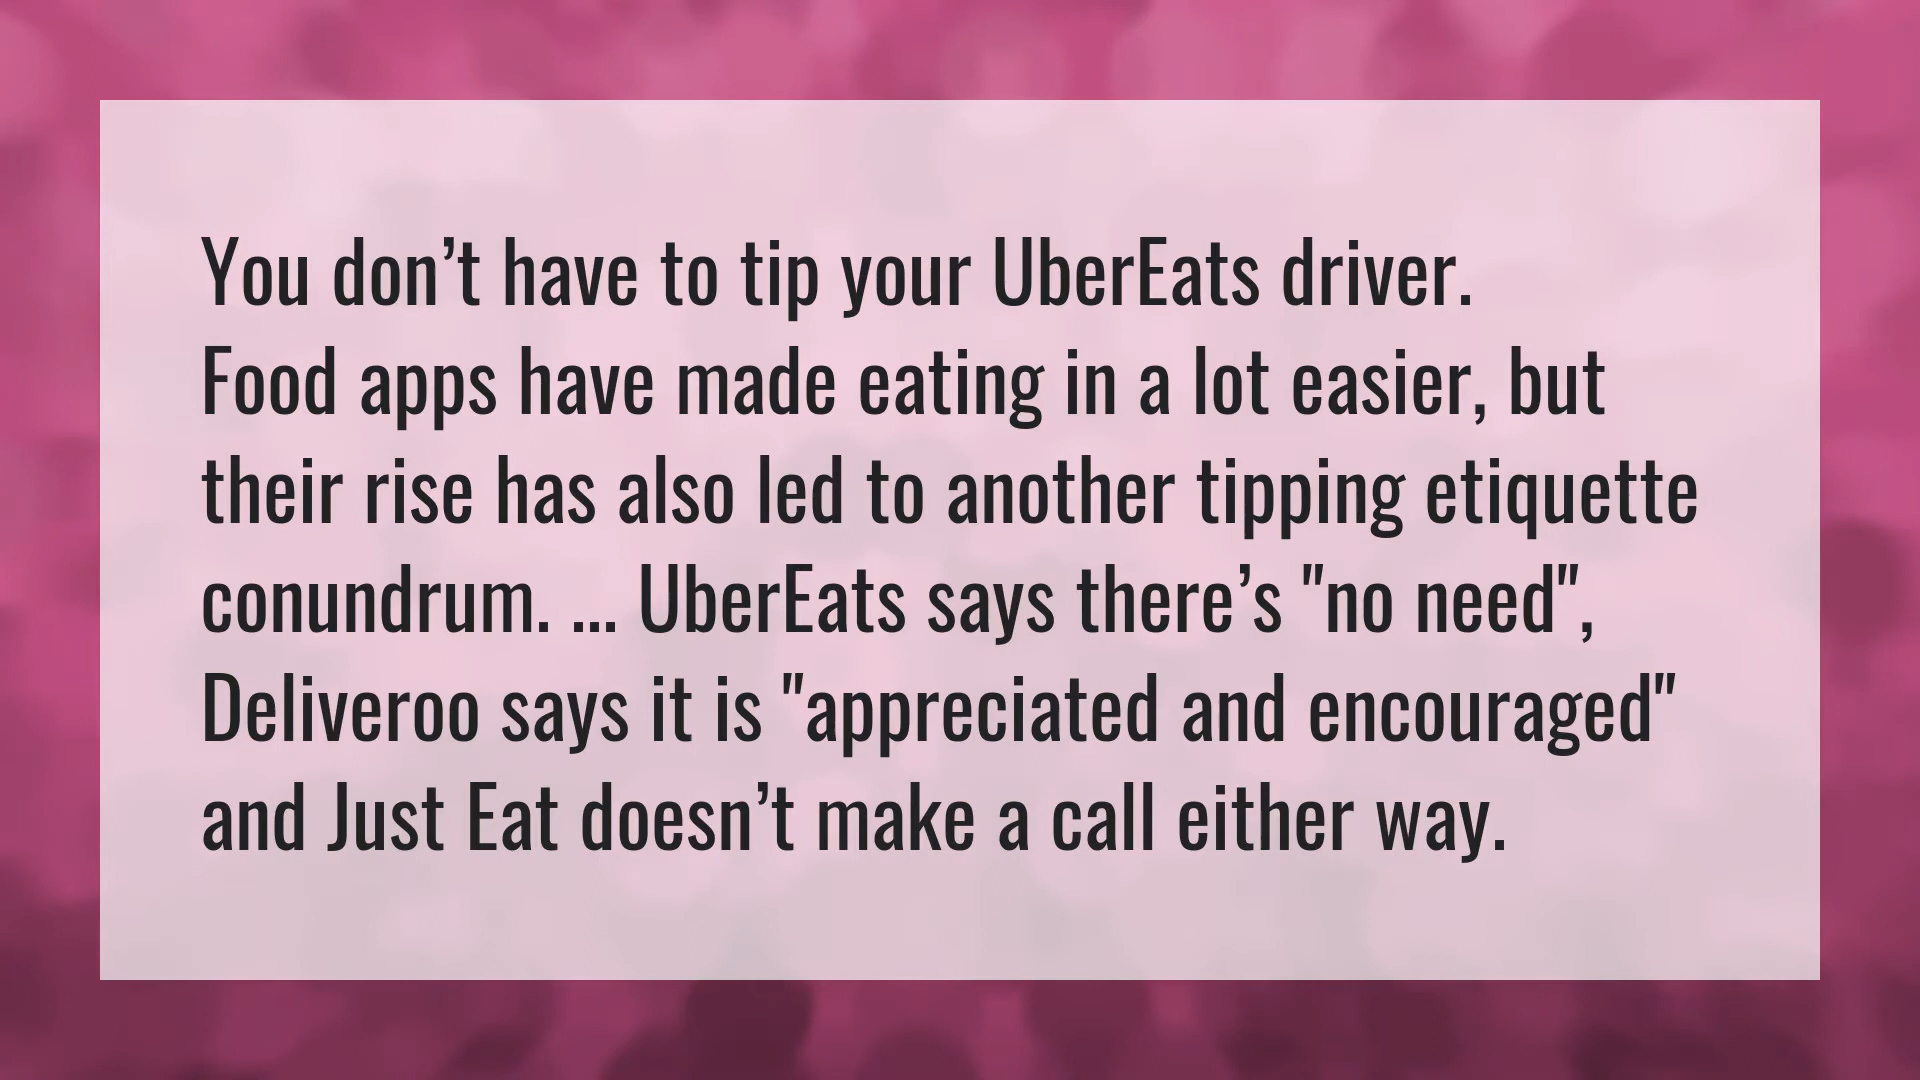 You don’t have to tip your UberEats driver.
Food apps have made eating in a lot easier, but
their rise has also led to another tipping etiquette
conundrum. ... UberEats says there’s "no need",
Deliveroo says it is "appreciated and encouraged"
and Just Eat doesn’t make a call either way.